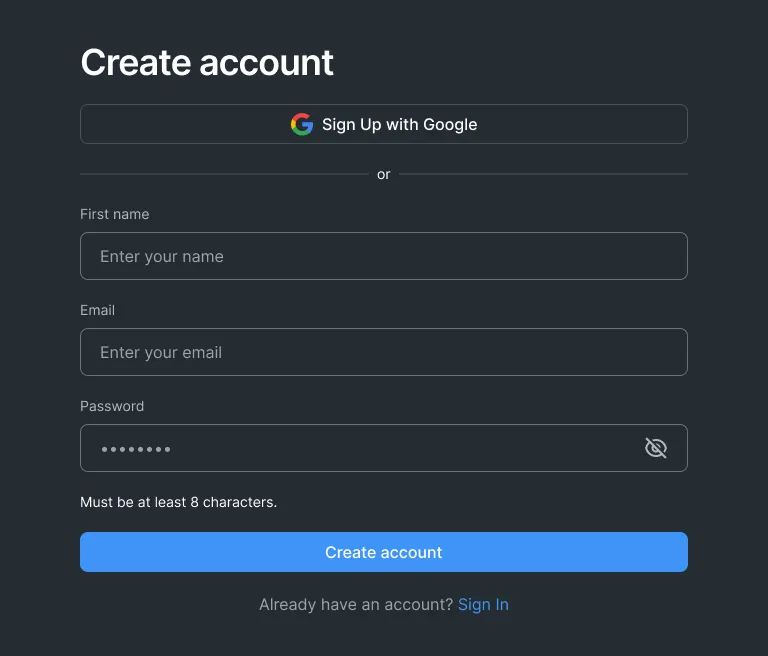 Create account
Sign Up with Google
or
First name
Enter your name
Email
Enter your email
Password
••••••••
Must be at least 8 characters.
Create account
Already have an account? Sign In